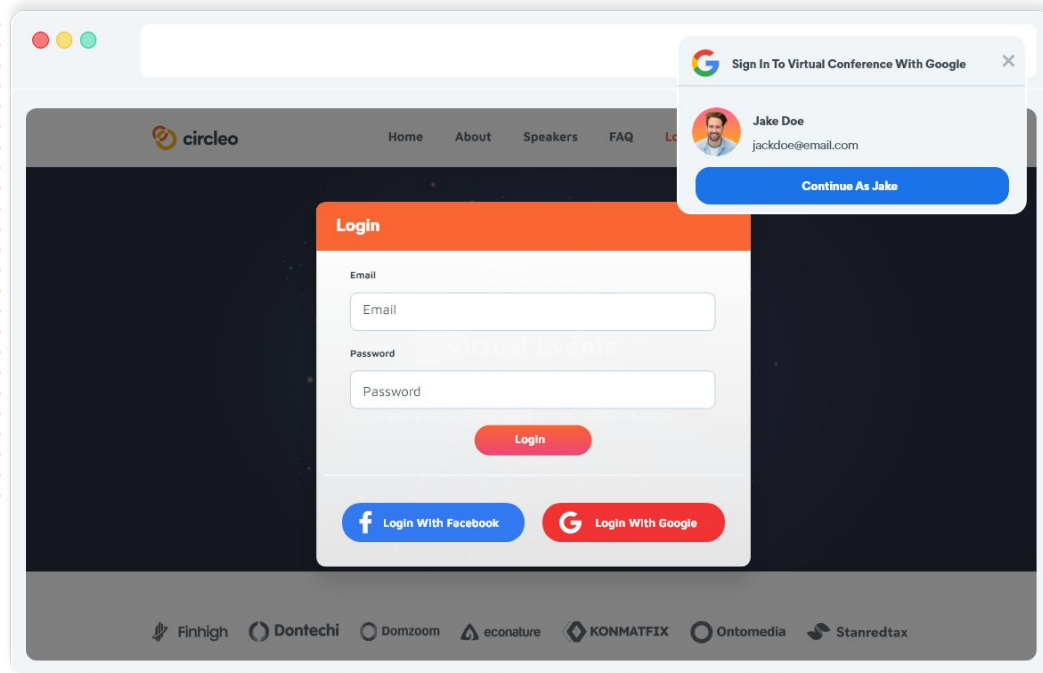 Sign In To Virtual Conference With Google
Jake Doe
jackdoe@email.com
Continue As Jake
circleo
Home About Speakers FAQ
Login
Email
Email
Virtual Events
Password
Password
Login
Login With Facebook
Login With Google
Finhigh Dontechi Domzoom econature KONMATFIX Ontomedia Stanredtax